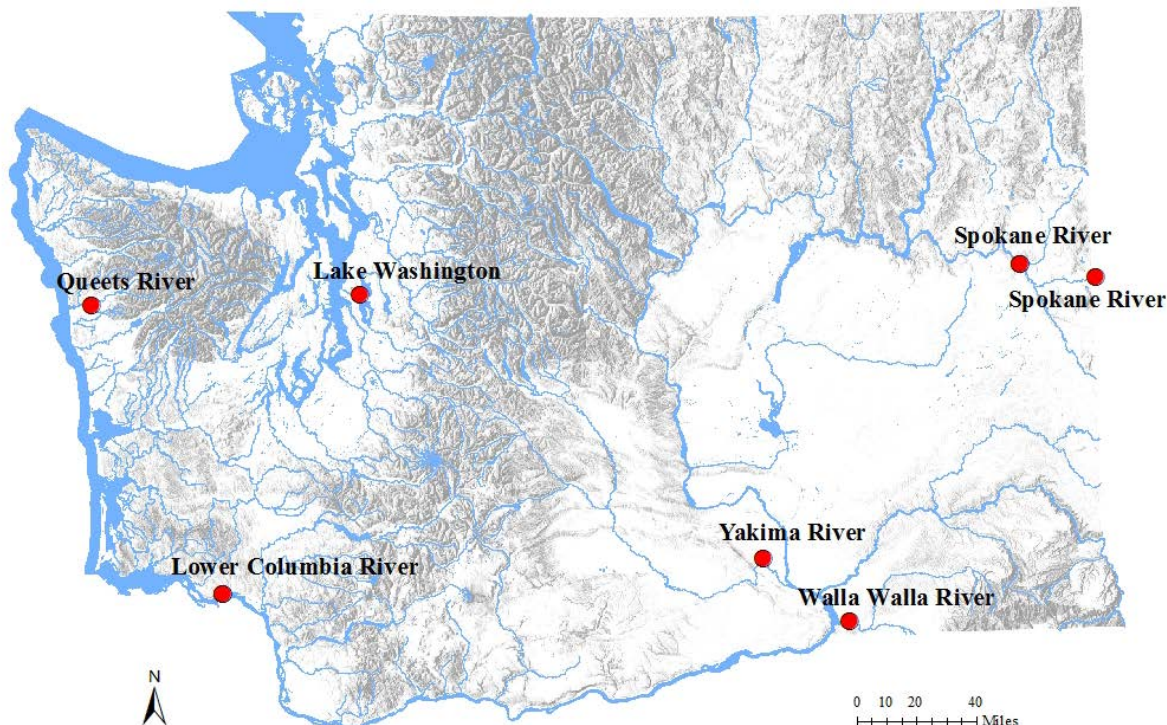 Spokane River
Lake Washington
Queets River
Spokane River
Yakima River
Lower Columbia River
Walla Walla River
N
0 10 20 40
Miles